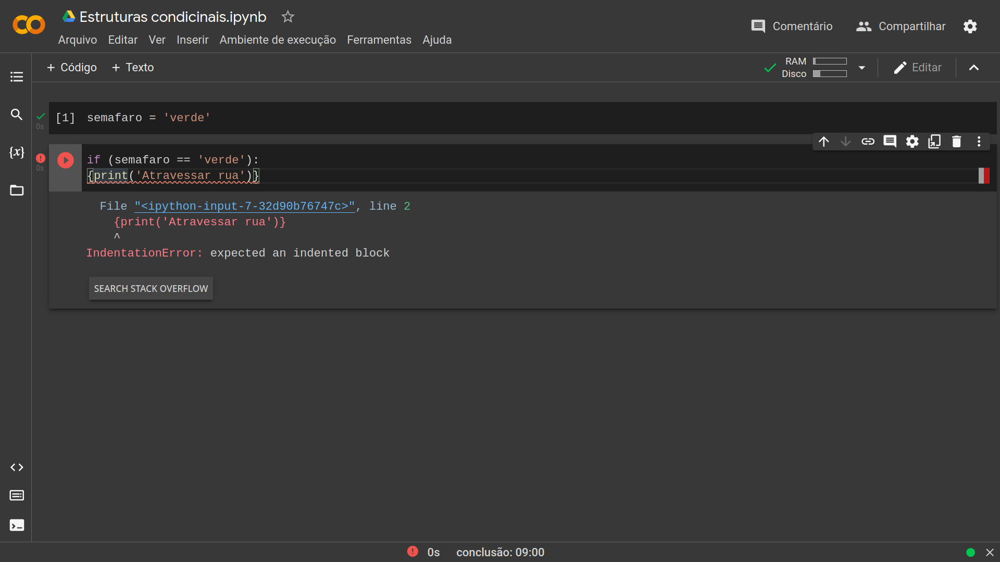 Estruturas condicinais.ipynb
Arquivo Editar Ver Inserir Ambiente de execução Ferramentas Ajuda
Comentário Compartilhar
+ Código + Texto
RAM
Disco
Editar
0s
[1] semafaro = 'verde'
{x}
0s
if (semafaro == 'verde'):
{print('Atravessar rua')}
File "<ipython-input-7-32d90b76747c>", line 2
{print('Atravessar rua')}
^
IndentationError: expected an indented block
SEARCH STACK OVERFLOW
0s conclusão: 09:00